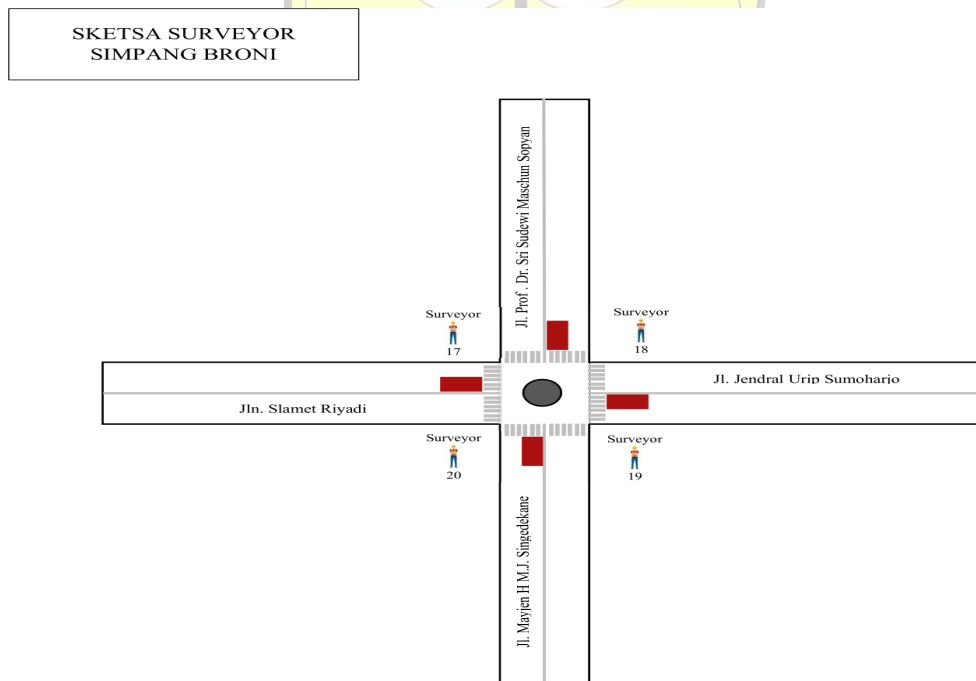 SKETSA SURVEYOR
SIMPANG BRONI
Jl. Prof . Dr. Sri Sudewi Maschun Sopyan
Surveyor
17
Surveyor
18
Jl. Jendral Urip Sumoharjo
Jln. Slamet Riyadi
Surveyor
20
Surveyor
19
Jl. Mayjen H M.J. Singedekane